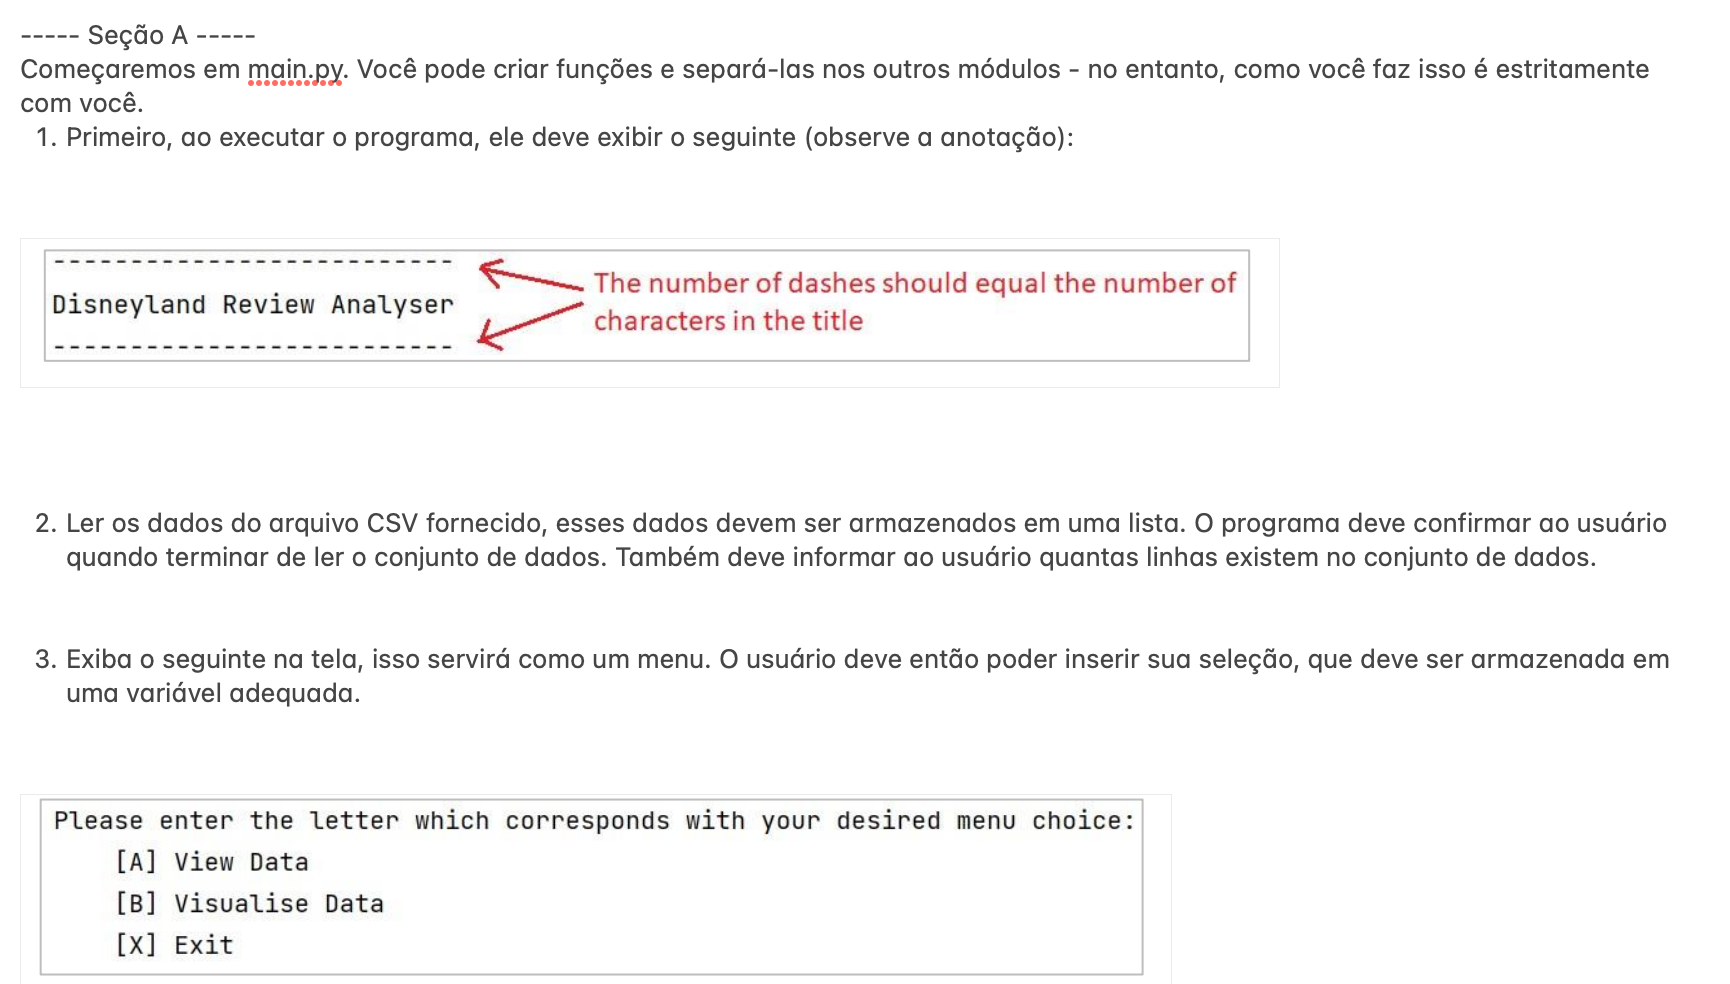 ----- Seção A -----
Começaremos em main.py. Você pode criar funções e separá-las nos outros módulos - no entanto, como você faz isso é estritamente
com você.
1. Primeiro, ao executar o programa, ele deve exibir o seguinte (observe a anotação):
--------------------------
The number of dashes should equal the number of
Disneyland Review Analyser
characters in the title
--------------------------
2. Ler os dados do arquivo CSV fornecido, esses dados devem ser armazenados em uma lista. O programa deve confirmar ao usuário
quando terminar de ler o conjunto de dados. Também deve informar ao usuário quantas linhas existem no conjunto de dados.
3. Exiba o seguinte na tela, isso servirá como um menu. O usuário deve então poder inserir sua seleção, que deve ser armazenada em
uma variável adequada.
Please enter the letter which corresponds with your desired menu choice:
[A] View Data
[B] Visualise Data
[X] Exit